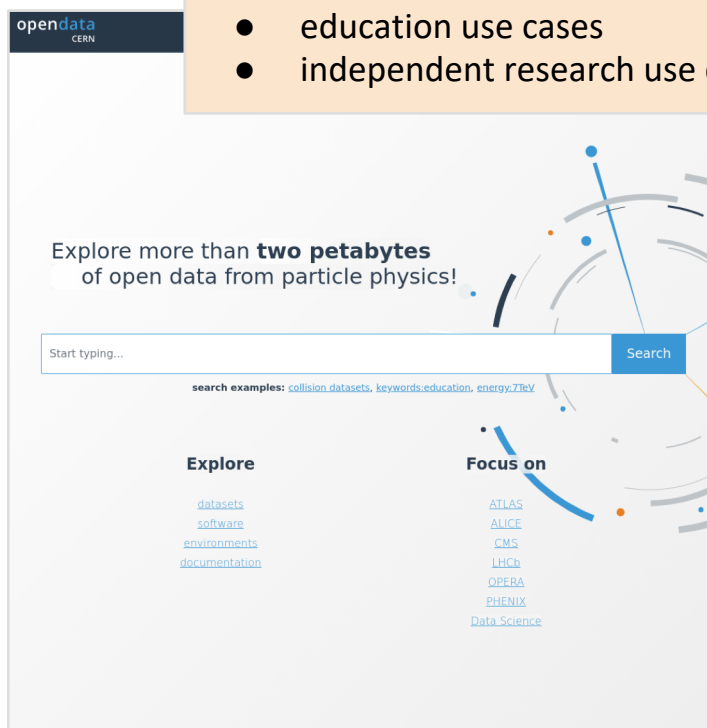 opendata
CERN
● education use cases
● independent research use
Explore more than two petabytes
of open data from particle physics!
Start typing...
Search
search examples: collision datasets, keywords:education, energy:7TeV
Explore
datasets
software
environments
documentation
Focus on
ATLAS
ALICE
CMS
LHCb
OPERA
PHENIX
Data Science